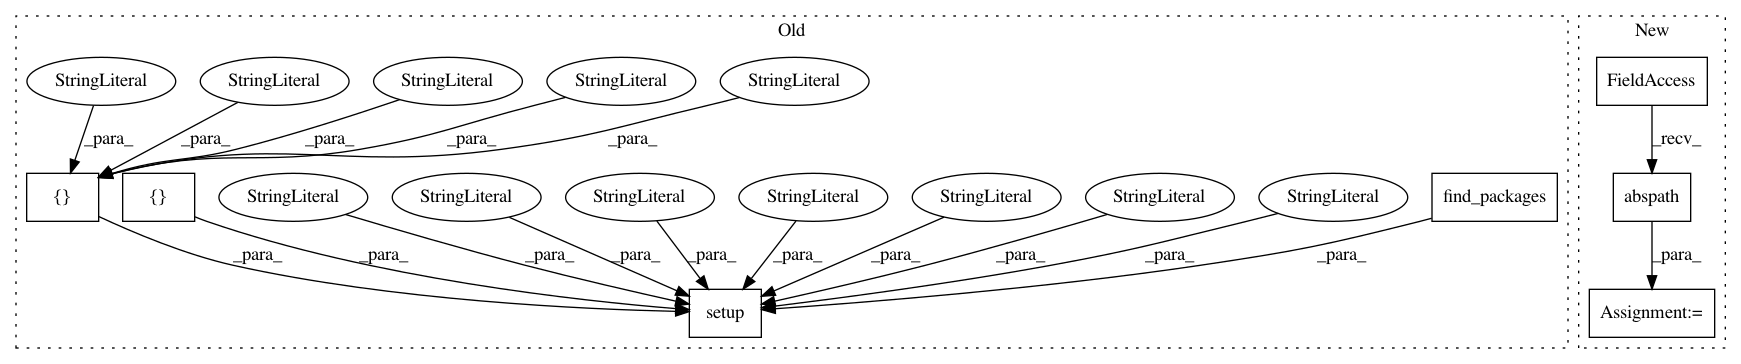 Old
New
StringLiteral StringLiteral StringLiteral StringLiteral StringLiteral
FieldAccess
_para_ _para_ _para_ _para_ _para_
_recv_
{} {} StringLiteral StringLiteral StringLiteral StringLiteral StringLiteral StringLiteral StringLiteral find_packages
abspath
_para_ _para_ _para_ _para_ _para_ _para_ _para_ _para_ _para_ _para_
_para_
setup
Assignment:=